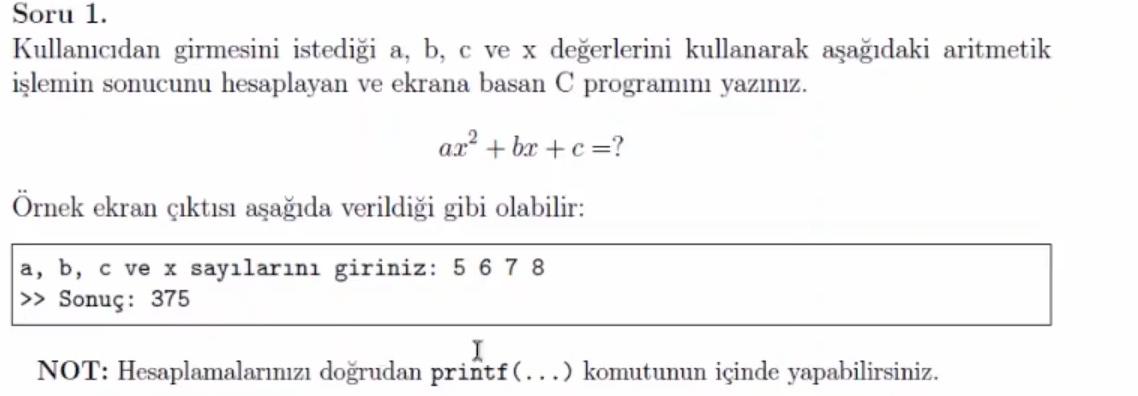 Soru 1.
Kullanıcıdan girmesini istediği a, b, c ve x değerlerini kullanarak aşağıdaki aritmetik
işlemin sonucunu hesaplayan ve ekrana basan C programını yazınız.
ax² + bx + c =?
Örnek ekran çıktısı aşağıda verildiği gibi olabilir:
a, b, c ve x sayılarını giriniz: 5 6 7 8
>> Sonuç: 375
NOT: Hesaplamalarınızı doğrudan printf(...) komutunun içinde yapabilirsiniz.